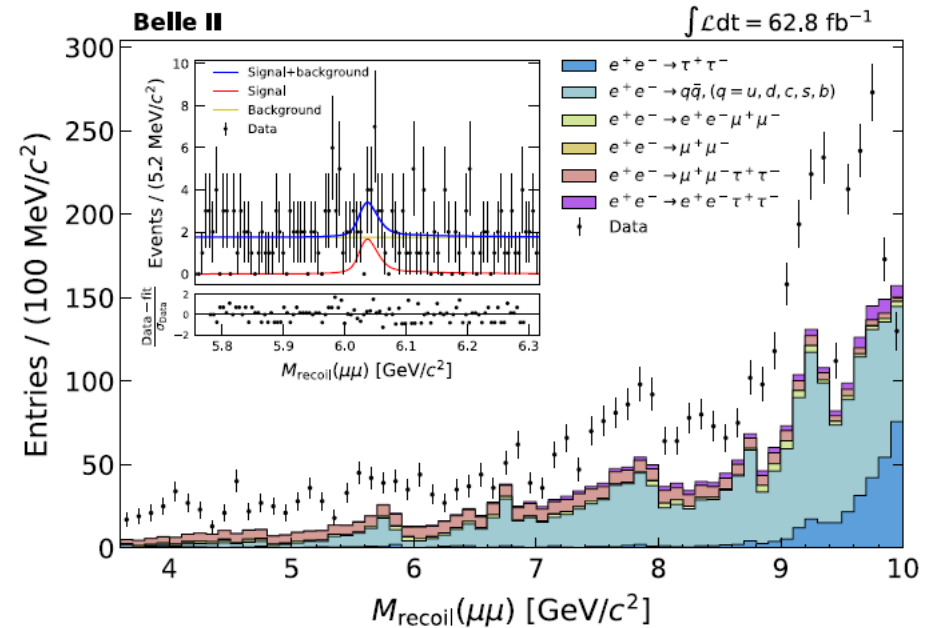 Belle II
∫ℒdt = 62.8 fb⁻¹
Entries / (100 MeV/c²)
300
250
200
150
100
50
0
4
5
6
7
8
9
10
M_recoil(μμ) [GeV/c²]
e⁺e⁻ → τ⁺τ⁻
e⁺e⁻ → qq̄, (q = u, d, c, s, b)
e⁺e⁻ → e⁺e⁻μ⁺μ⁻
e⁺e⁻ → μ⁺μ⁻
e⁺e⁻ → μ⁺μ⁻τ⁺τ⁻
e⁺e⁻ → e⁺e⁻τ⁺τ⁻
Data
Events / (5.2 MeV/c²)
10
8
6
4
2
0
Signal+background
Signal
Background
Data
Data − fit
σ_Data
2
0
−2
5.8
5.9
6.0
6.1
6.2
6.3
M_recoil(μμ) [GeV/c²]